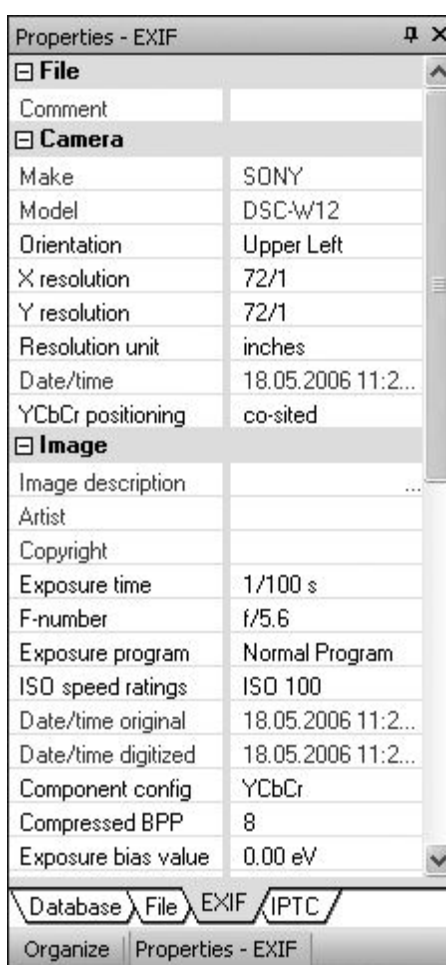 Properties - EXIF
File
Comment
Camera
Make SONY
Model DSC-W12
Orientation Upper Left
X resolution 72/1
Y resolution 72/1
Resolution unit inches
Date/time 18.05.2006 11:2...
YCbCr positioning co-sited
Image
Image description ...
Artist
Copyright
Exposure time 1/100 s
F-number f/5.6
Exposure program Normal Program
ISO speed ratings ISO 100
Date/time original 18.05.2006 11:2...
Date/time digitized 18.05.2006 11:2...
Component config YCbCr
Compressed BPP 8
Exposure bias value 0.00 eV
Database File EXIF IPTC
Organize Properties - EXIF